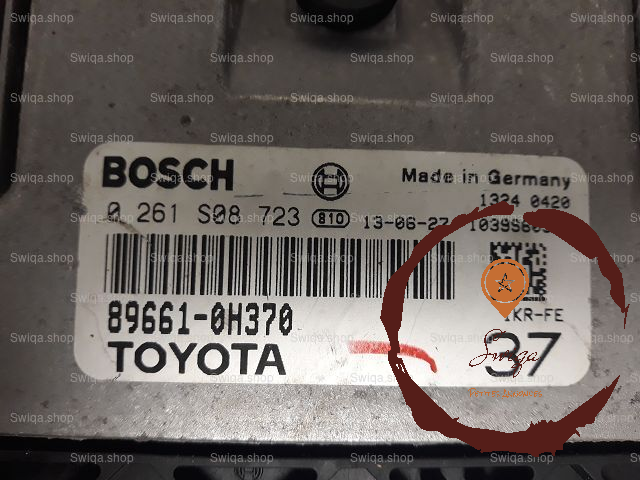 BOSCH
Made in Germany
1324 0420
0 261 S08 723 810 13-06-27
89661-0H370
1KR-FE
TOYOTA
37
Swiqa
Swiqa.shop